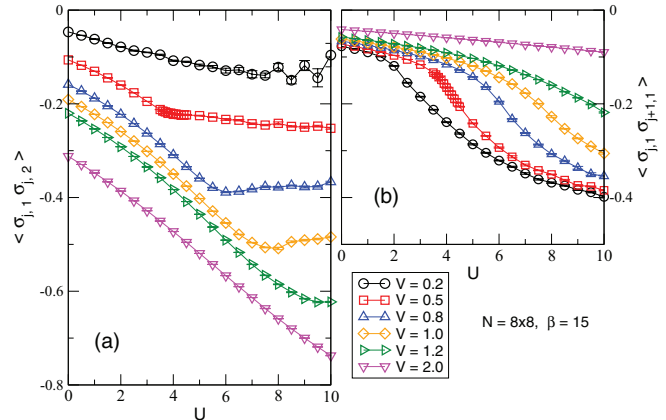 (a)
0
-0.2
-0.4
-0.6
-0.8
< σj,1 σj, 2 >
0 2 4 6 8 10
U
(b)
0
-0.2
-0.4
< σj,1 σj+1,1 >
0 2 4 6 8 10
U
V = 0.2
V = 0.5
V = 0.8
V = 1.0
V = 1.2
V = 2.0
N = 8x8, β = 15